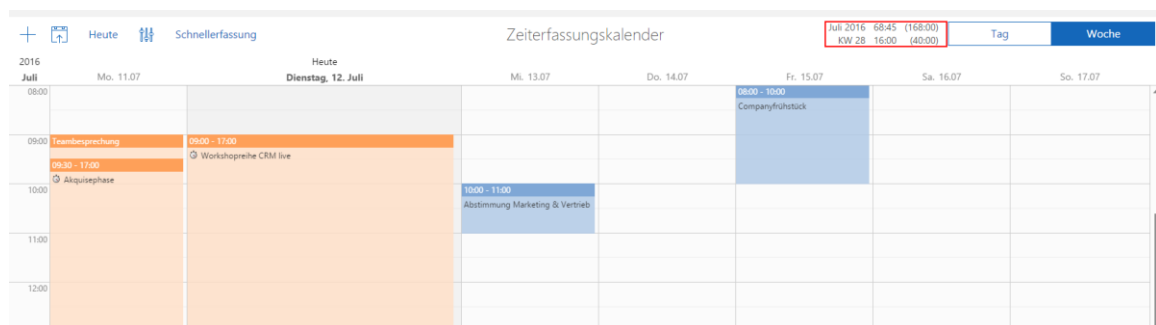 Heute
Schnellerfassung
Zeiterfassungskalender
Juli 2016 68:45 (168:00)
KW 28 16:00 (40:00)
Tag
Woche
2016
Heute
Juli
Mo. 11.07
Dienstag, 12. Juli
Mi. 13.07
Do. 14.07
Fr. 15.07
Sa. 16.07
So. 17.07
08:00
08:00 - 10:00
Companyfrühstück
09:00
Teambesprechung
09:00 - 17:00
Workshopreihe CRM live
09:30 - 17:00
Akquisephase
10:00
10:00 - 11:00
Abstimmung Marketing & Vertrieb
11:00
12:00